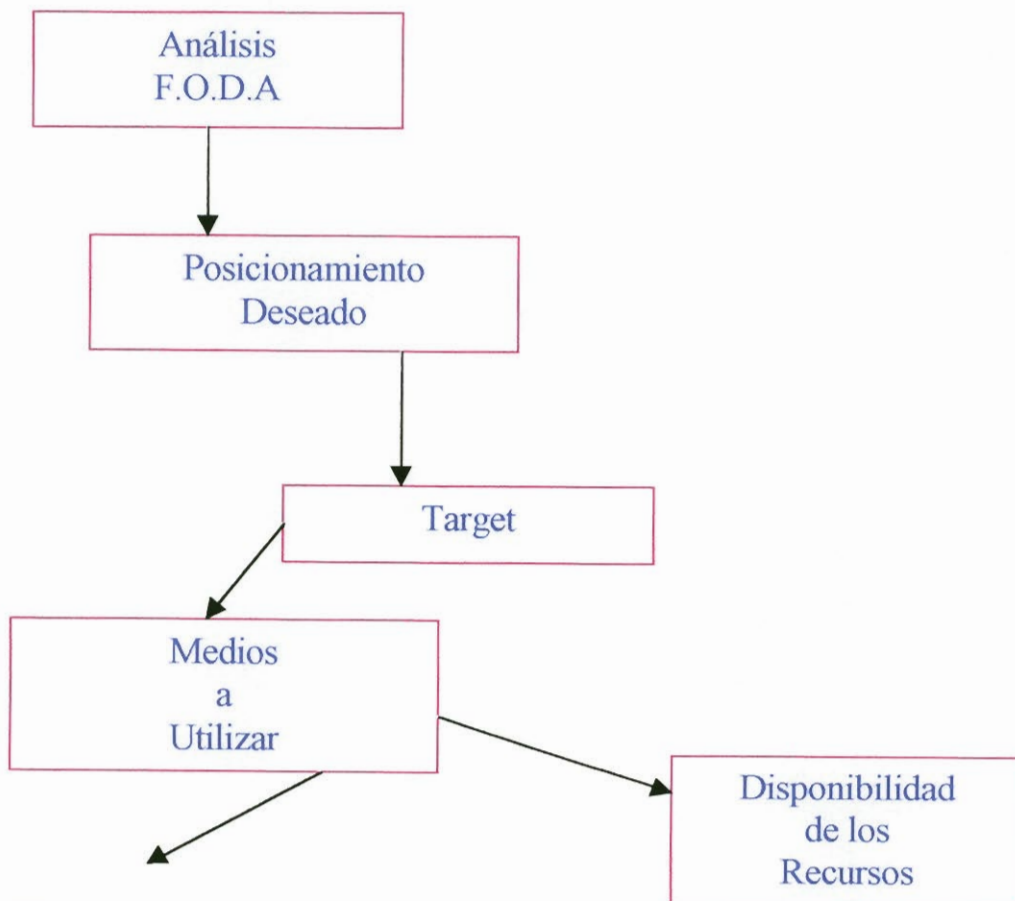 Análisis
F.O.D.A
Posicionamiento
Deseado
Target
Medios
a
Utilizar
Disponibilidad
de los
Recursos